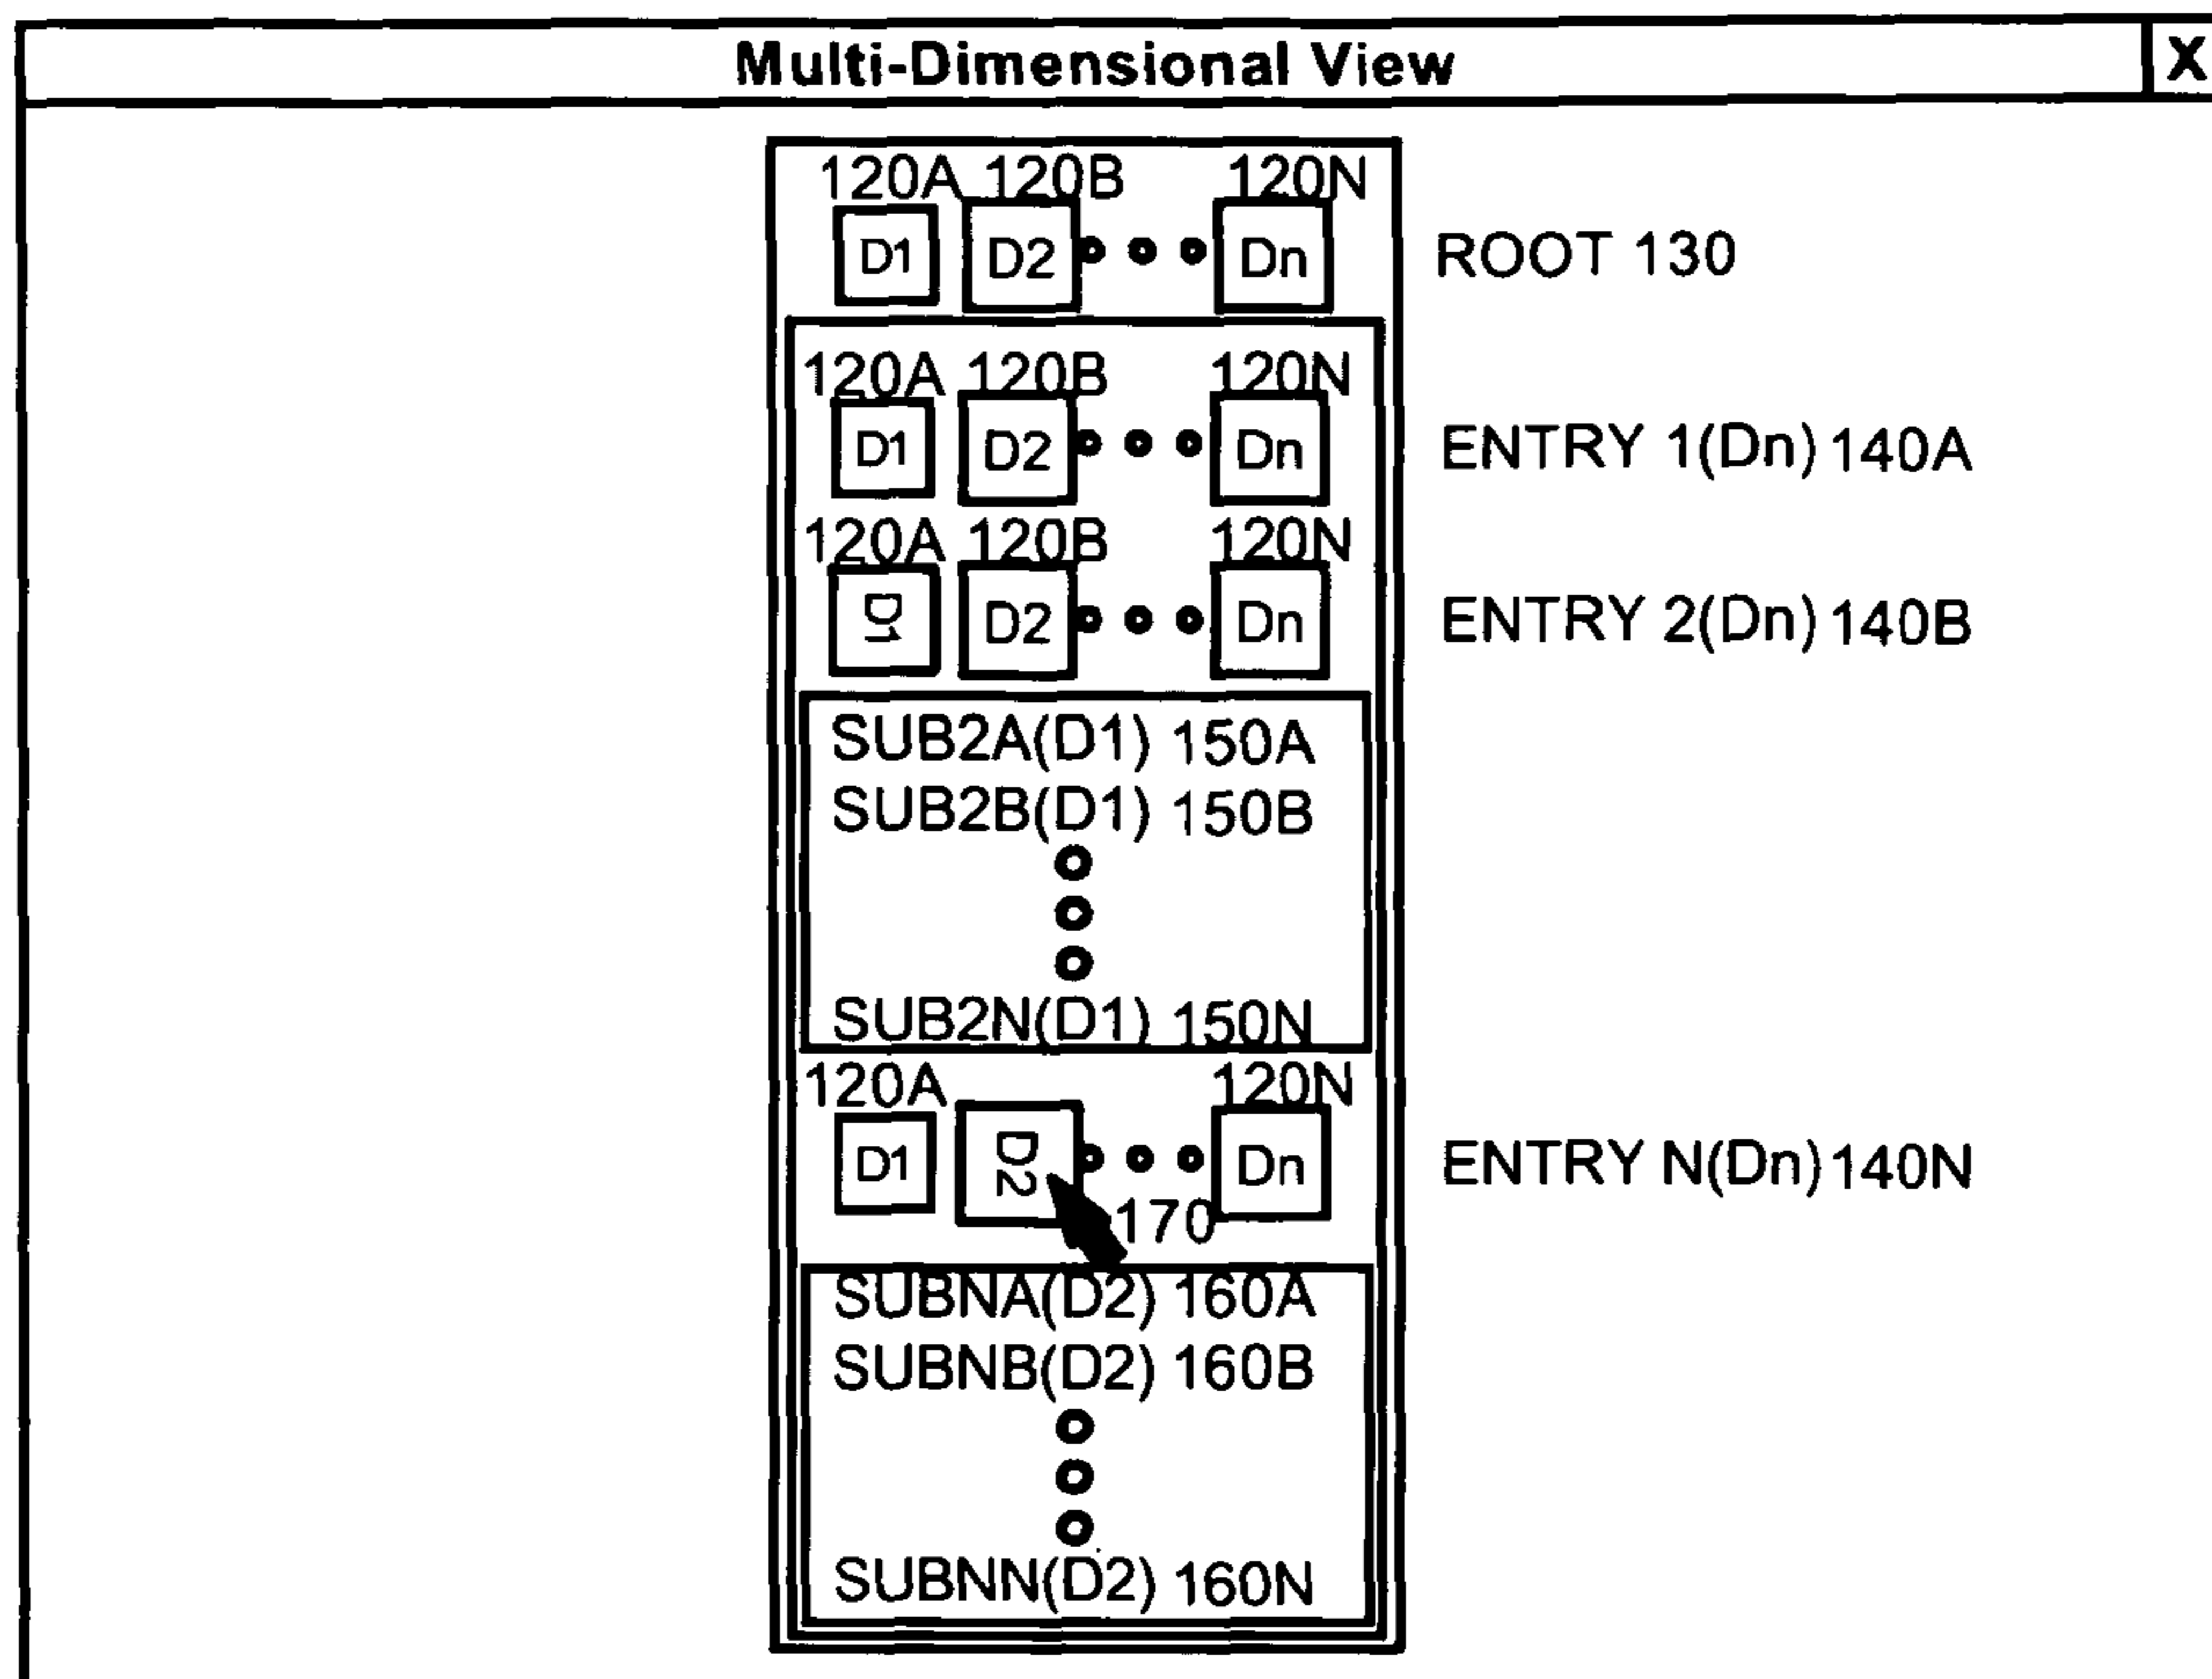 Multi-Dimensional View X
120A 120B 120N
D1 D2 Dn ROOT 130
120A 120B 120N
D1 D2 Dn ENTRY 1(Dn) 140A
120A 120B 120N
D1 D2 Dn ENTRY 2(Dn) 140B
SUB2A(D1) 150A
SUB2B(D1) 150B
SUB2N(D1) 150N
120A 120N
D1 D2 Dn ENTRY N(Dn) 140N
170
SUBNA(D2) 160A
SUBNB(D2) 160B
SUBNN(D2) 160N